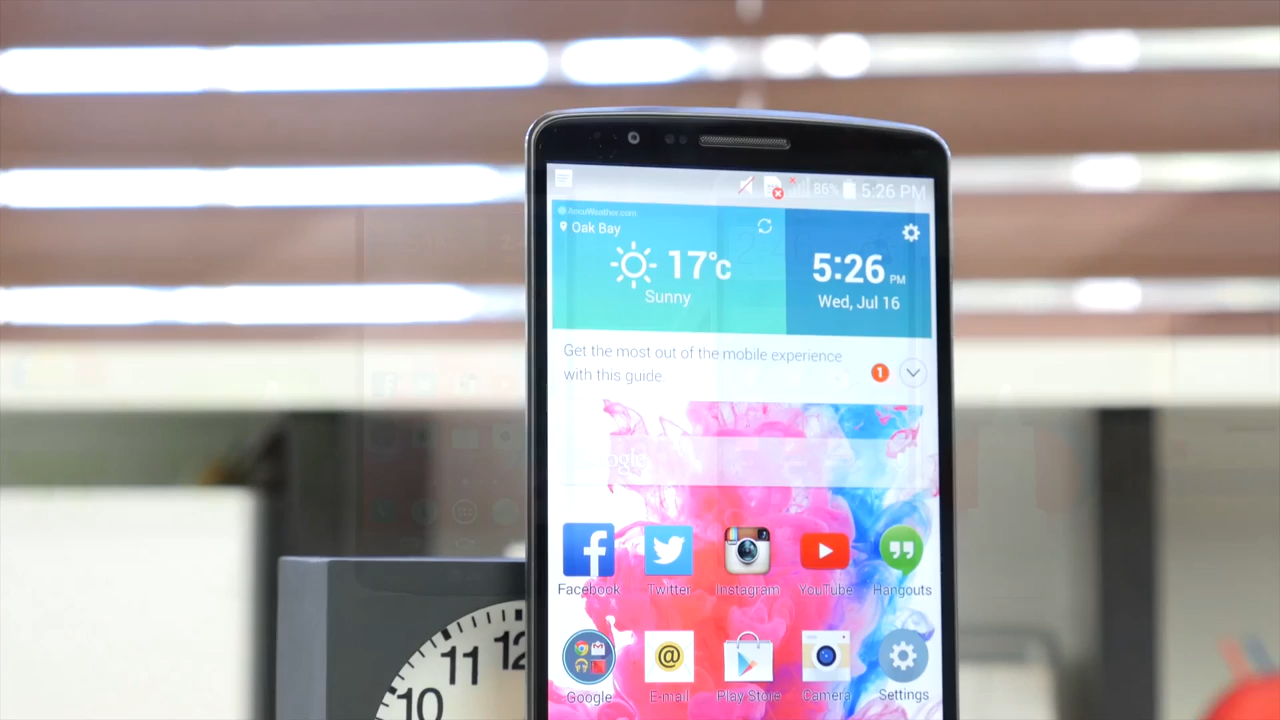 86% 5:26 PM
AccuWeather.com
Oak Bay
17°c
Sunny
5:26 PM
Wed, Jul 16
Get the most out of the mobile experience
with this guide
1
Google
Facebook
Twitter
Instagram
YouTube
Hangouts
Google
E-mail
Play Store
Camera
Settings
12
11
10